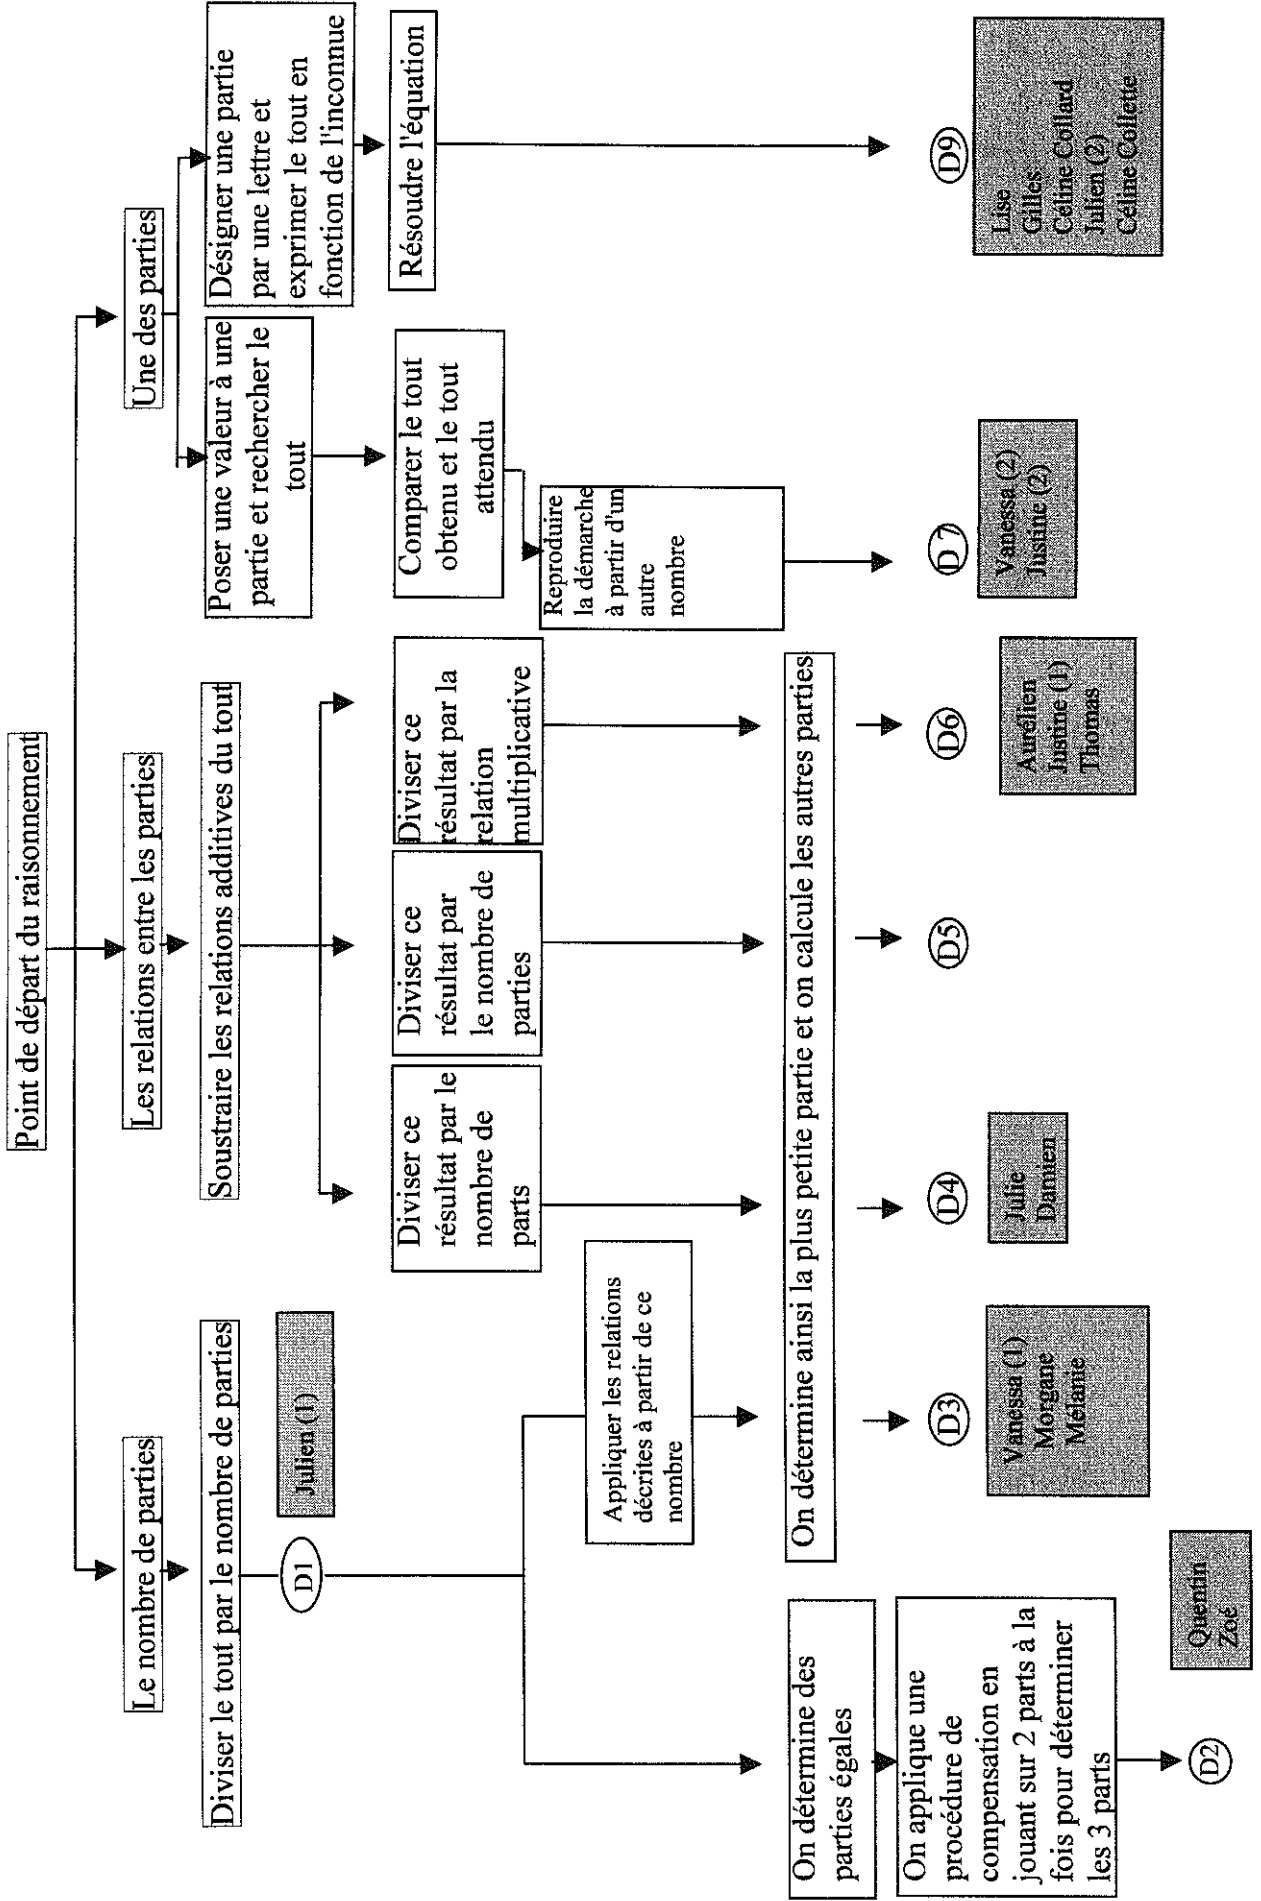 Point de départ du raisonnement
Le nombre de parties
Les relations entre les parties
Une des parties
Diviser le tout par le nombre de parties
Soustraire les relations additives du tout
Poser une valeur à une
partie et rechercher le
tout
Désigner une partie
par une lettre et
exprimer le tout en
fonction de l'inconnue
D1
Julien (1)
Diviser ce
résultat par le
nombre de
parts
Diviser ce
résultat par
le nombre de
parties
Diviser ce
résultat par la
relation
multiplicative
Comparer le tout
obtenu et le tout
attendu
Résoudre l'équation
Appliquer les relations
décrites à partir de ce
nombre
Reproduire
la démarche
à partir d'un
autre
nombre
On détermine des
parties égales
On détermine ainsi la plus petite partie et on calcule les autres parties
On applique une
procédure de
compensation en
jouant sur 2 parts à la
fois pour déterminer
les 3 parts
D2
Quentin
Zoé
D3
Vanessa (1)
Morgane
Mélanie
D4
Julie
Damien
D5
D6
Aurélien
Justine (1)
Thomas
D 7
Vanessa (2)
Justine (2)
D9
Lise
Gilles
Céline Collard
Julien (2)
Céline Collette